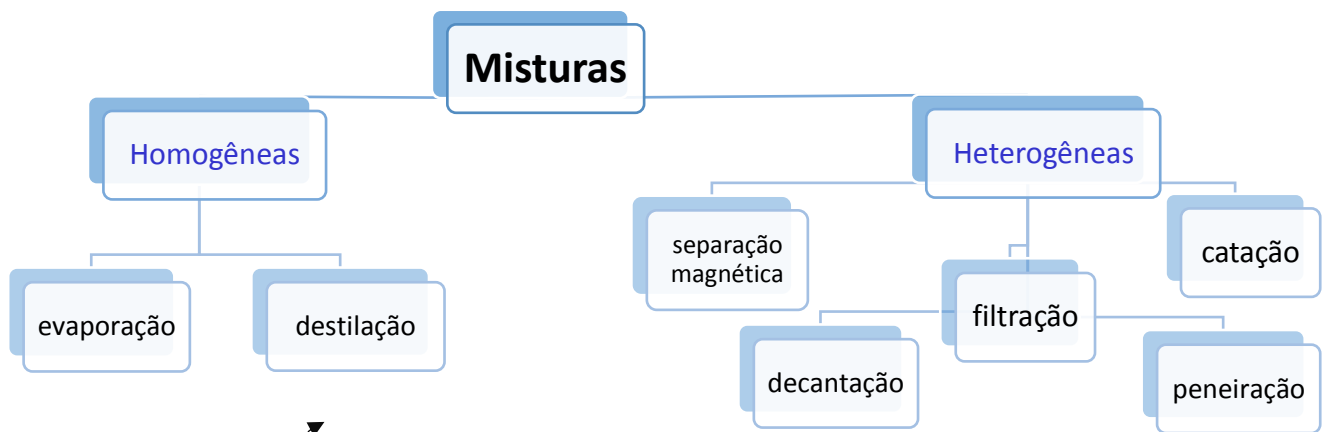 Misturas
Homogêneas
Heterogêneas
evaporação
destilação
separação
magnética
decantação
filtração
catação
peneiração